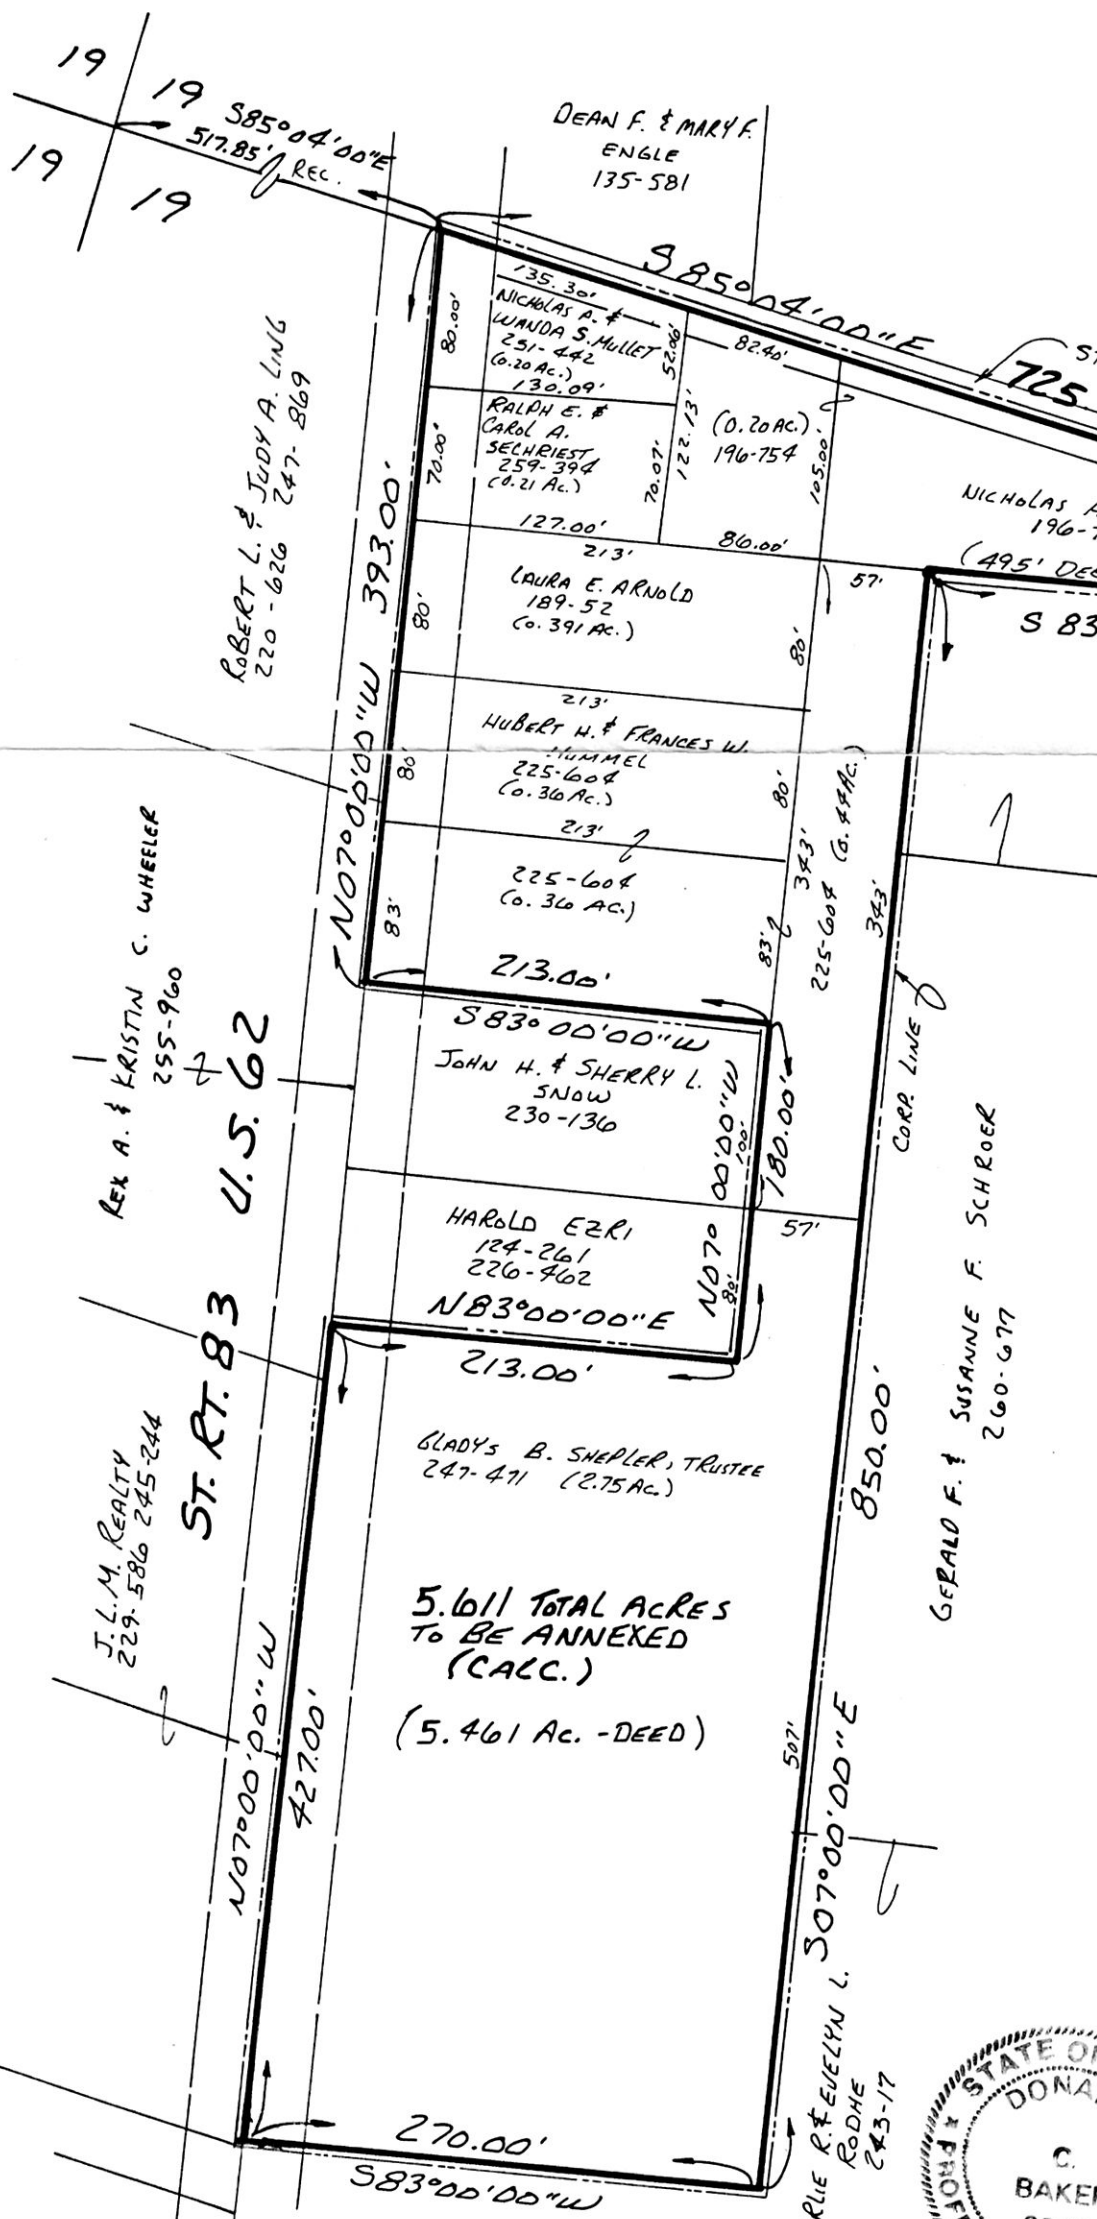 19
19
19
19
S85°04'00"E
517.85' REC.
DEAN F. & MARY F.
ENGLE
135-581
S85°04'00"E
725.
135.30'
NICHOLAS A. &
WANDA S. MULLET
251-442
(0.20 AC.)
130.09'
80.00'
52.06'
82.40'
RALPH E. &
CAROL A.
SECHRIEST
259-394
(0.21 AC.)
70.00'
70.07'
122.13'
(0.20 AC.)
196-754
105.00'
127.00'
86.00'
NICHOLAS
196-
(495'
S 83
ROBERT L. & JUDY A. LING
220-626 247-869
N07°00'00"W 393.00'
213'
LAURA E. ARNOLD
189-52
(0.391 AC.)
80'
80'
57'
213'
HUBERT H. & FRANCES W.
HUMMEL
225-604
(0.36 AC.)
80'
80'
213'
225-604
(0.36 AC.)
83'
83'
343'
225-604 (0.44 AC.)
343'
213.00'
S83°00'00"W
REX A. & KRISTIN C. WHEELER
255-960
JOHN H. & SHERRY L.
SNOW
230-136
N07°00'00"W
100'
80'
180.00'
CORP. LINE
U.S. 62
ST. RT. 83
HAROLD EZRI
124-261
226-462
57'
N83°00'00"E
213.00'
GERALD F. & SUSANNE F. SCHROER
260-677
GLADYS B. SHEPLER, TRUSTEE
247-471 (2.75 AC.)
850.00'
J.L.M. REALTY
229-586 245-244
5.611 TOTAL ACRES
TO BE ANNEXED
(CALC.)
(5.461 AC. -DEED)
N07°00'00"W
427.00'
507'
S07°00'00"E
270.00'
S83°00'00"W
R. & EVELYN L.
RODHE
243-17
STATE
C.